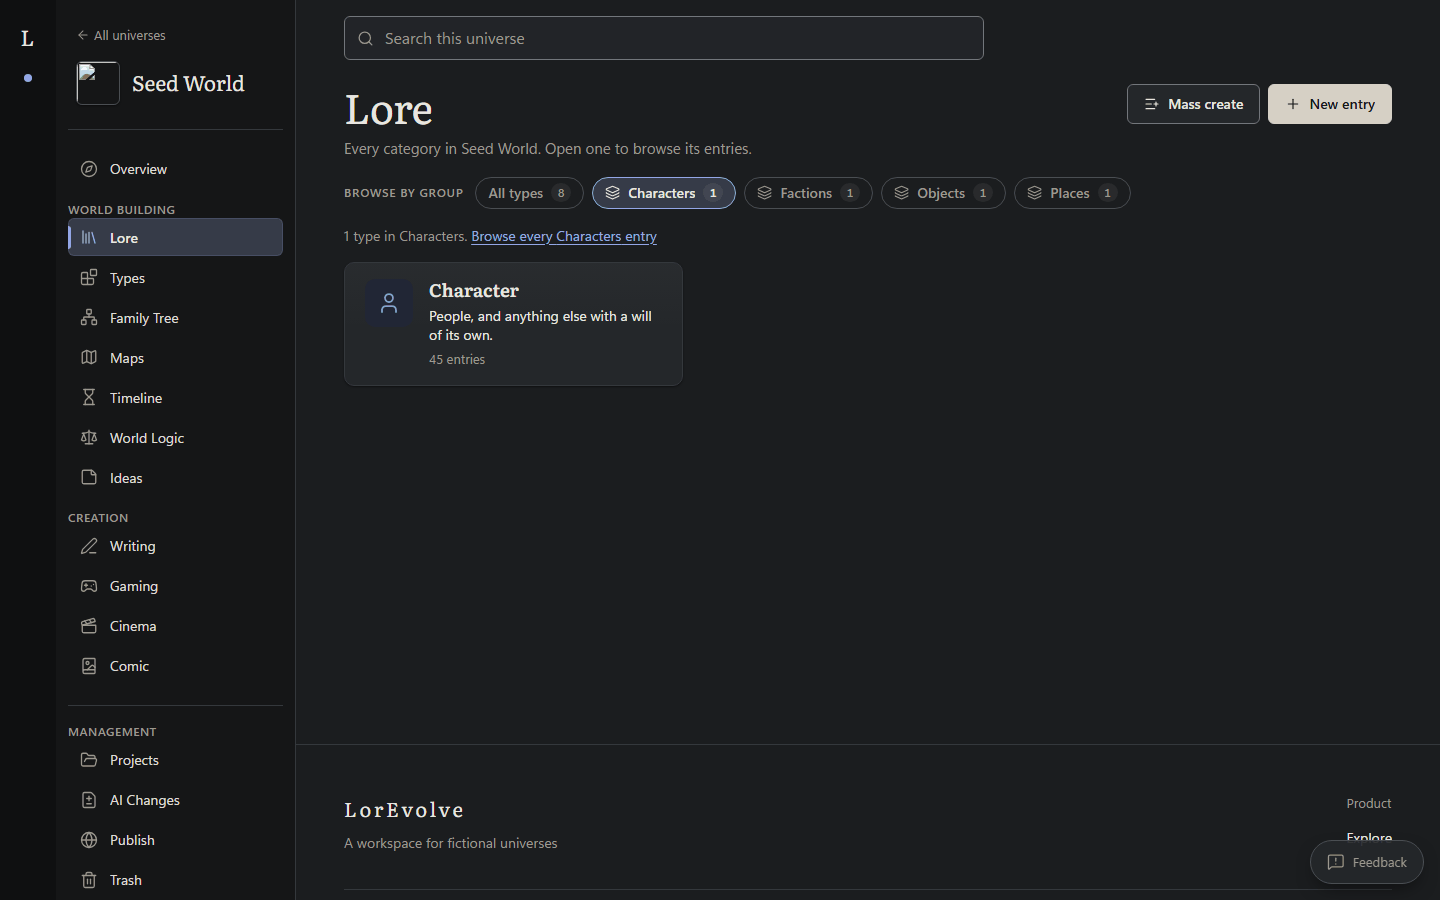 L
All universes
Seed World
Overview
WORLD BUILDING
Lore
Types
Family Tree
Maps
Timeline
World Logic
Ideas
CREATION
Writing
Gaming
Cinema
Comic
MANAGEMENT
Projects
AI Changes
Publish
Trash
Search this universe
Lore
Mass create
New entry
Every category in Seed World. Open one to browse its entries.
BROWSE BY GROUP All types 8 Characters 1 Factions 1 Objects 1 Places 1
1 type in Characters. Browse every Characters entry
Character
People, and anything else with a will
of its own.
45 entries
LorEvolve
A workspace for fictional universes
Product
Explore
Feedback